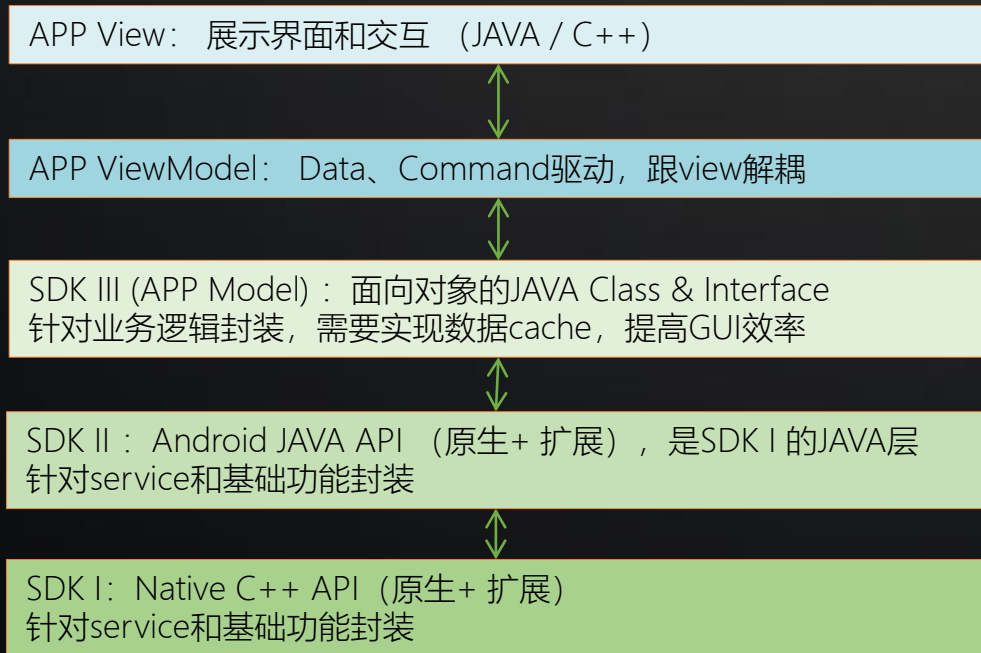 APP View： 展示界面和交互 （JAVA / C++）
APP ViewModel： Data、Command驱动，跟view解耦
SDK III (APP Model) ：面向对象的JAVA Class & Interface
针对业务逻辑封装，需要实现数据cache，提高GUI效率
SDK II ：Android JAVA API （原生+ 扩展），是SDK I 的JAVA层
针对service和基础功能封装
SDK I：Native C++ API（原生+ 扩展）
针对service和基础功能封装